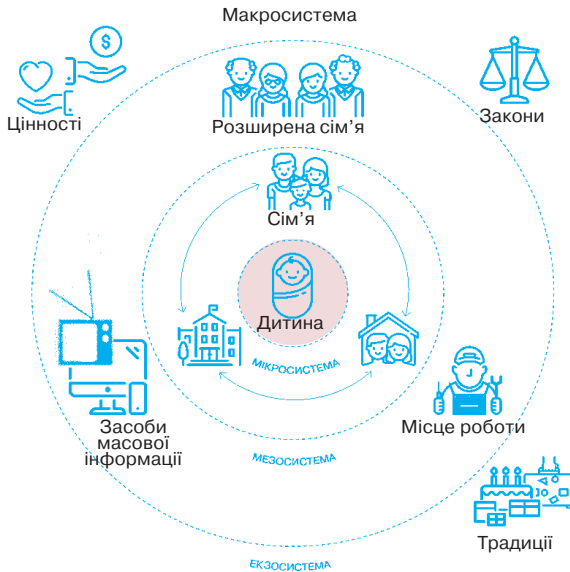 Макросистема
$
Цінності
Розширена сім’я
Закони
Сім’я
Дитина
МІКРОСИСТЕМА
Засоби
масової
інформації
Місце роботи
МЕЗОСИСТЕМА
Традиції
ЕКЗОСИСТЕМА